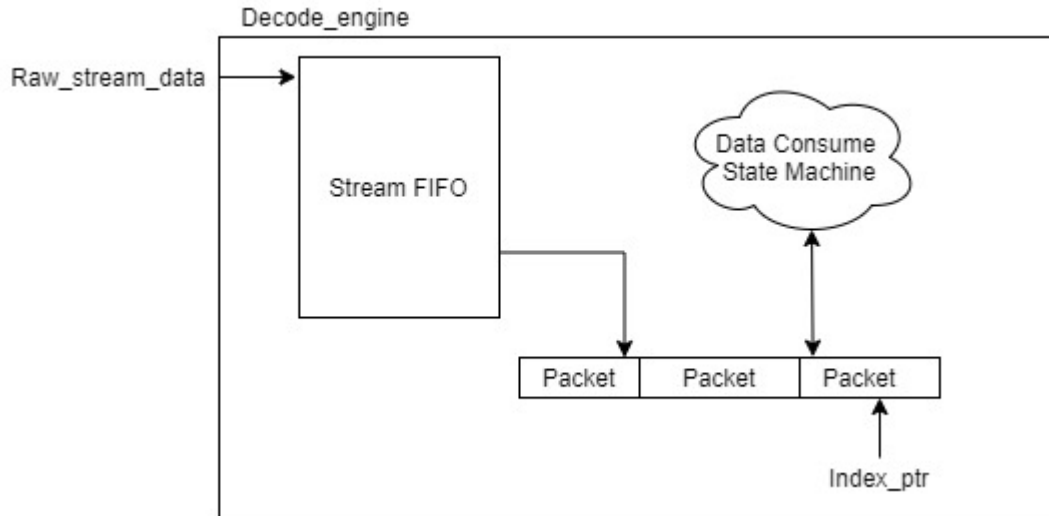 Decode_engine
Raw_stream_data
Data Consume
State Machine
Stream FIFO
Packet
Packet
Packet
Index_ptr